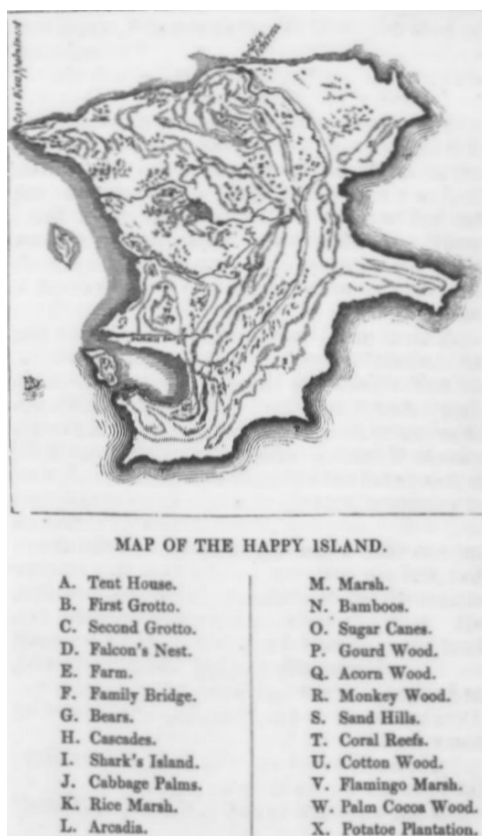 MAP OF THE HAPPY ISLAND.
A. Tent House.
B. First Grotto.
C. Second Grotto.
D. Falcon's Nest.
E. Farm.
F. Family Bridge.
G. Bears.
H. Cascades.
I. Shark's Island.
J. Cabbage Palms.
K. Rice Marsh.
L. Arcadia.
M. Marsh.
N. Bamboos.
O. Sugar Canes.
P. Gourd Wood.
Q. Acorn Wood.
R. Monkey Wood.
S. Sand Hills.
T. Coral Reefs.
U. Cotton Wood.
V. Flamingo Marsh.
W. Palm Cocoa Wood.
X. Potatoe Plantation.